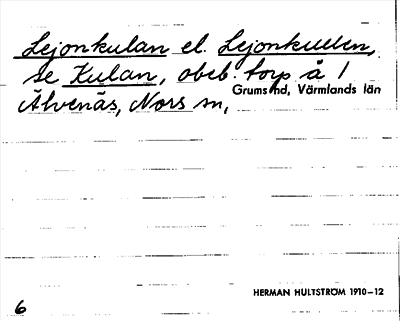 Lejonkulan el. Lejonkullen,
se Kulan, obeb. torp å 1
Älvenäs, Nors sn,
Grums hd, Värmlands län
HERMAN HULTSTRÖM 1910–12
6